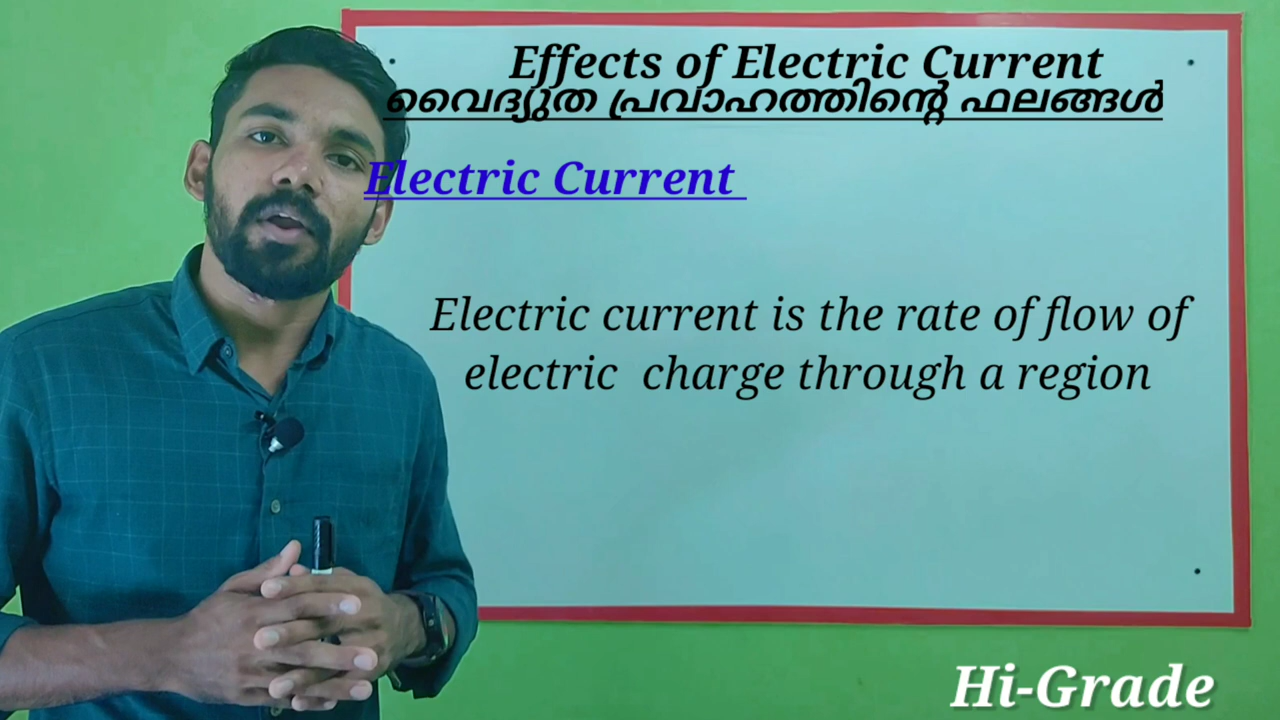 Effects of Electric Current
വൈദ്യുത പ്രവാഹത്തിന്റെ ഫലങ്ങൾ
Electric Current
Electric current is the rate of flow of
electric charge through a region
Hi-Grade